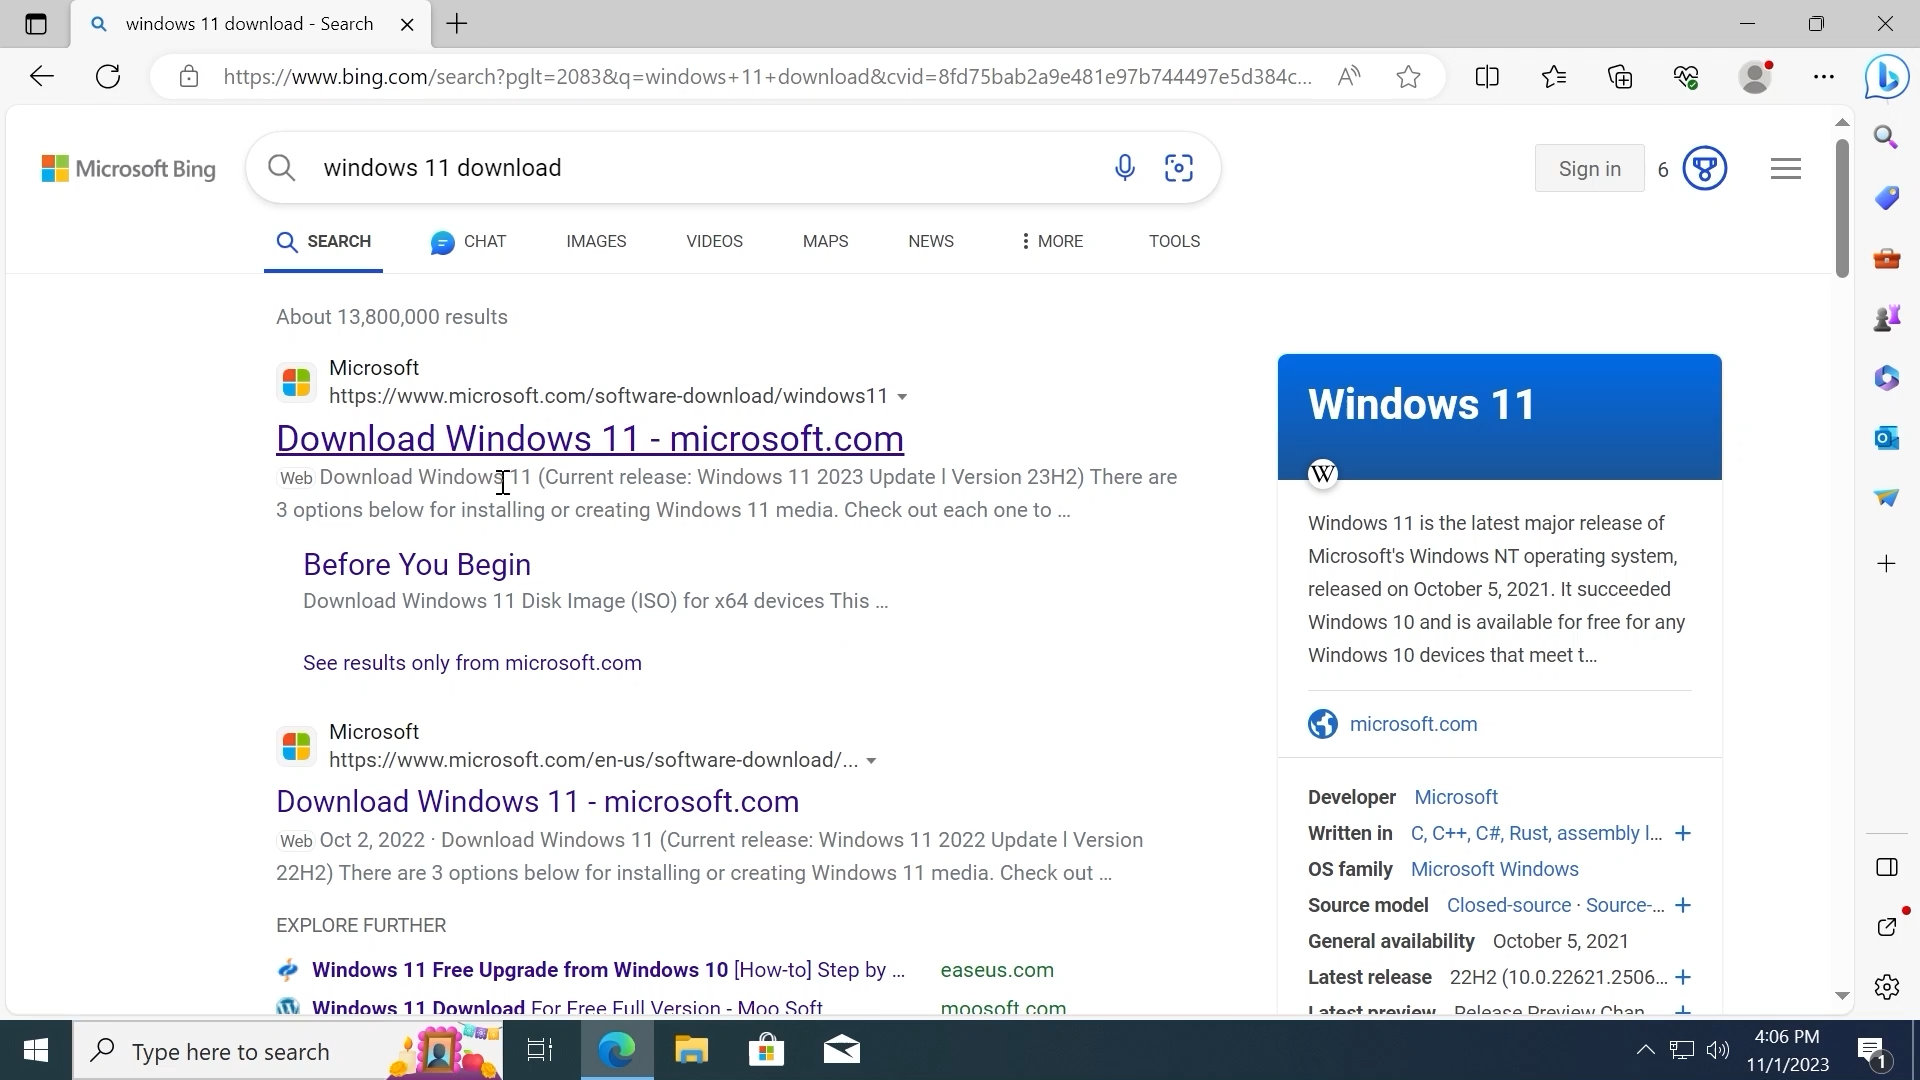 windows 11 download - Search
https://www.bing.com/search?pglt=2083&q=windows+11+download&cvid=8fd75bab2a9e481e97b744497e5d384c...
Microsoft Bing
windows 11 download
Sign in
6
SEARCH
CHAT
IMAGES
VIDEOS
MAPS
NEWS
MORE
TOOLS
About 13,800,000 results
Microsoft
https://www.microsoft.com/software-download/windows11
Download Windows 11 - microsoft.com
Web Download Windows 11 (Current release: Windows 11 2023 Update l Version 23H2) There are
3 options below for installing or creating Windows 11 media. Check out each one to ...
Before You Begin
Download Windows 11 Disk Image (ISO) for x64 devices This ...
See results only from microsoft.com
Microsoft
https://www.microsoft.com/en-us/software-download/...
Download Windows 11 - microsoft.com
Web Oct 2, 2022 · Download Windows 11 (Current release: Windows 11 2022 Update l Version
22H2) There are 3 options below for installing or creating Windows 11 media. Check out ...
EXPLORE FURTHER
Windows 11 Free Upgrade from Windows 10 [How-to] Step by ... easeus.com
Windows 11 Download For Free Full Version - Moo Soft moosoft.com
Windows 11
W
Windows 11 is the latest major release of
Microsoft's Windows NT operating system,
released on October 5, 2021. It succeeded
Windows 10 and is available for free for any
Windows 10 devices that meet t...
microsoft.com
Developer Microsoft
Written in C, C++, C#, Rust, assembly l... +
OS family Microsoft Windows
Source model Closed-source · Source-... +
General availability October 5, 2021
Latest release 22H2 (10.0.22621.2506... +
Latest preview Release Preview Chan
Type here to search
4:06 PM
11/1/2023
1